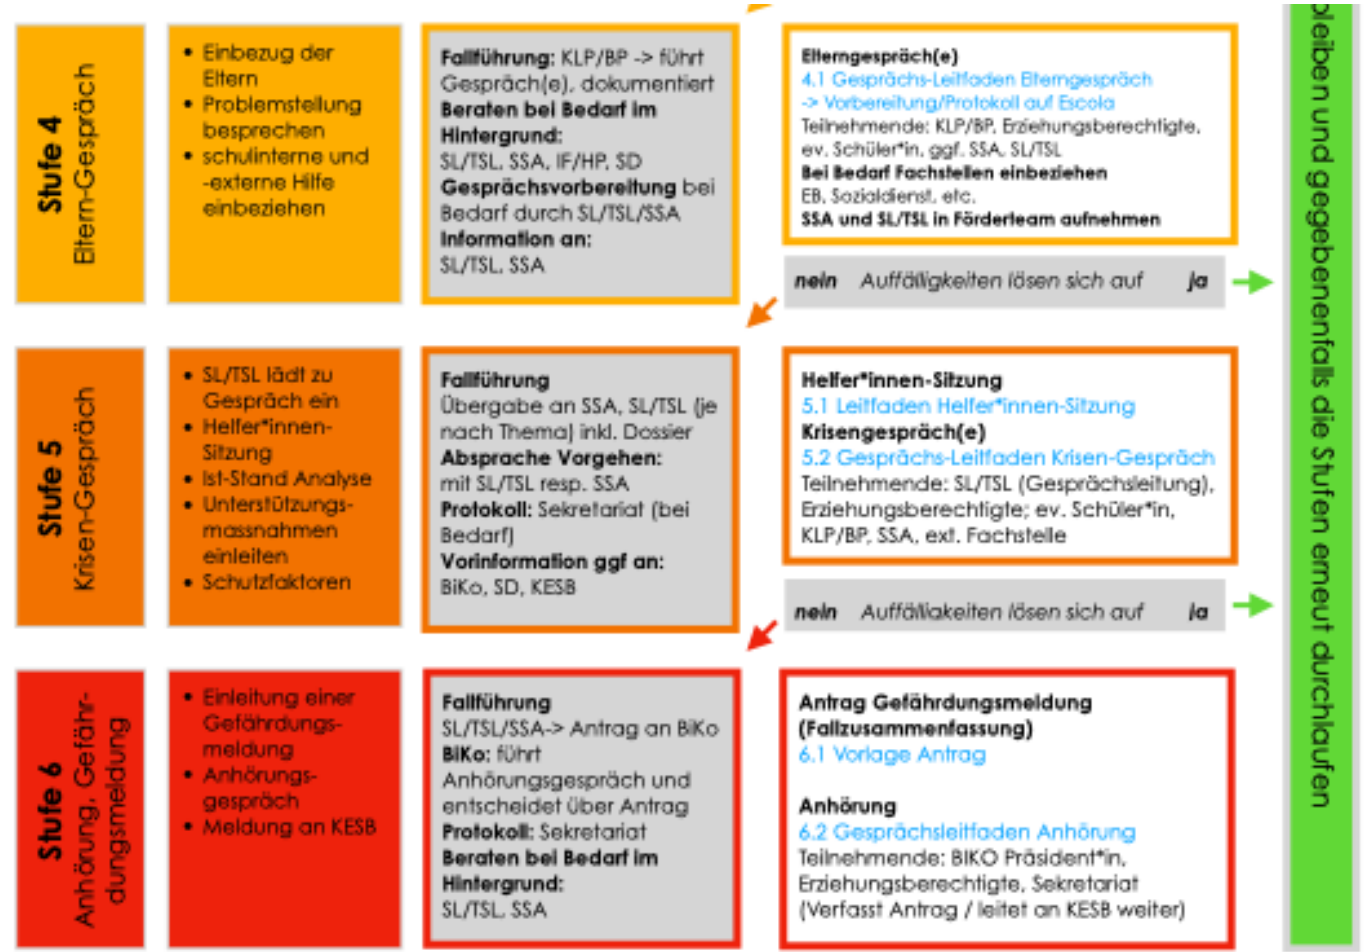 Stufe 4
Eltern-Gespräch
• Einbezug der
Eltern
• Problemstellung
besprechen
• schulinterne und
-externe Hilfe
einbeziehen
Fallführung: KLP/BP -> führt
Gespräch(e), dokumentiert
Beraten bei Bedarf im
Hintergrund:
SL/TSL, SSA, IF/HP, SD
Gesprächsvorbereitung bei
Bedarf durch SL/TSL/SSA
Information an:
SL/TSL, SSA
Elterngespräch(e)
4.1 Gesprächs-Leitfaden Elterngespräch
-> Vorbereitung/Protokoll auf Escola
Teilnehmende: KLP/BP, Erziehungsberechtigte,
ev. Schüler*in, ggf. SSA, SL/TSL
Bei Bedarf Fachstellen einbeziehen
EB, Sozialdienst, etc.
SSA und SL/TSL in Förderteam aufnehmen
nein Auffälligkeiten lösen sich auf ja
Stufe 5
Krisen-Gespräch
• SL/TSL lädt zu
Gespräch ein
• Helfer*innen-
Sitzung
• Ist-Stand Analyse
• Unterstützungs-
massnahmen
einleiten
• Schutzfaktoren
Fallführung
Übergabe an SSA, SL/TSL (je
nach Thema) inkl. Dossier
Absprache Vorgehen:
mit SL/TSL resp. SSA
Protokoll: Sekretariat (bei
Bedarf)
Vorinformation ggf an:
BiKo, SD, KESB
Helfer*innen-Sitzung
5.1 Leitfaden Helfer*innen-Sitzung
Krisengespräch(e)
5.2 Gesprächs-Leitfaden Krisen-Gespräch
Teilnehmende: SL/TSL (Gesprächsleitung),
Erziehungsberechtigte; ev. Schüler*in,
KLP/BP, SSA, ext. Fachstelle
nein Auffälligkeiten lösen sich auf ja
Stufe 6
Anhörung, Gefähr-
dungsmeldung
• Einleitung einer
Gefährdungs-
meldung
• Anhörungs-
gespräch
• Meldung an KESB
Fallführung
SL/TSL/SSA-> Antrag an BiKo
BiKo: führt
Anhörungsgespräch und
entscheidet über Antrag
Protokoll: Sekretariat
Beraten bei Bedarf im
Hintergrund:
SL/TSL, SSA
Antrag Gefährdungsmeldung
(Fallzusammenfassung)
6.1 Vorlage Antrag
Anhörung
6.2 Gesprächsleitfaden Anhörung
Teilnehmende: BIKO Präsident*in,
Erziehungsberechtigte, Sekretariat
(Verfasst Antrag / leitet an KESB weiter)
bleiben und gegebenenfalls die Stufen erneut durchlaufen